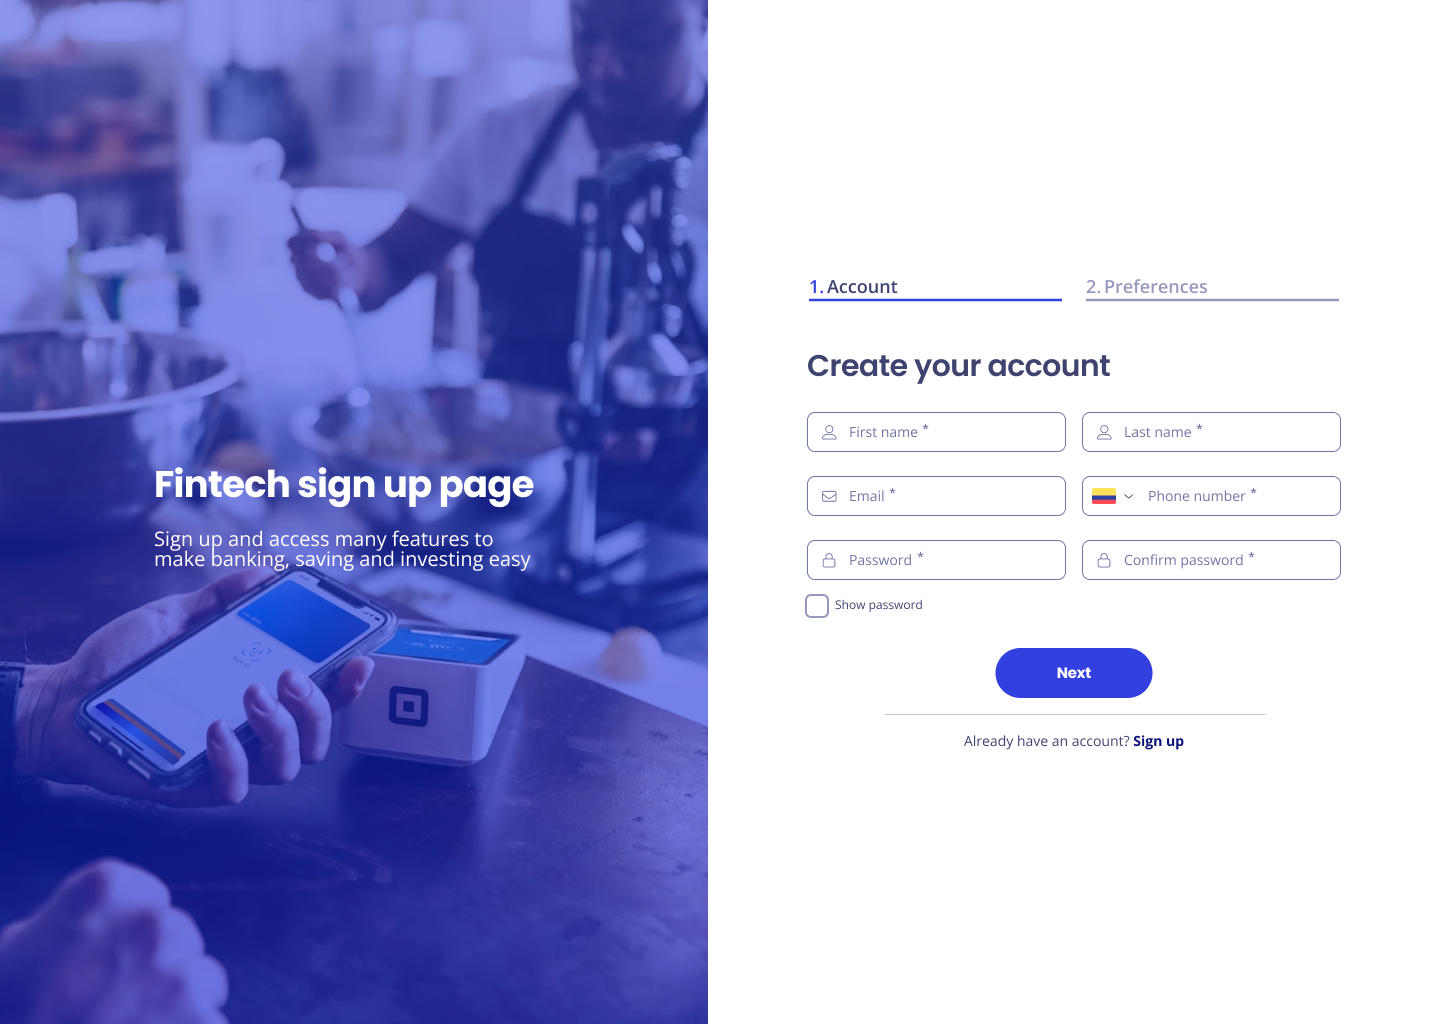 Fintech sign up page
Sign up and access many features to
make banking, saving and investing easy
1. Account
2. Preferences
Create your account
First name *
Last name *
Email *
Phone number *
Password *
Confirm password *
Show password
Next
Already have an account? Sign up